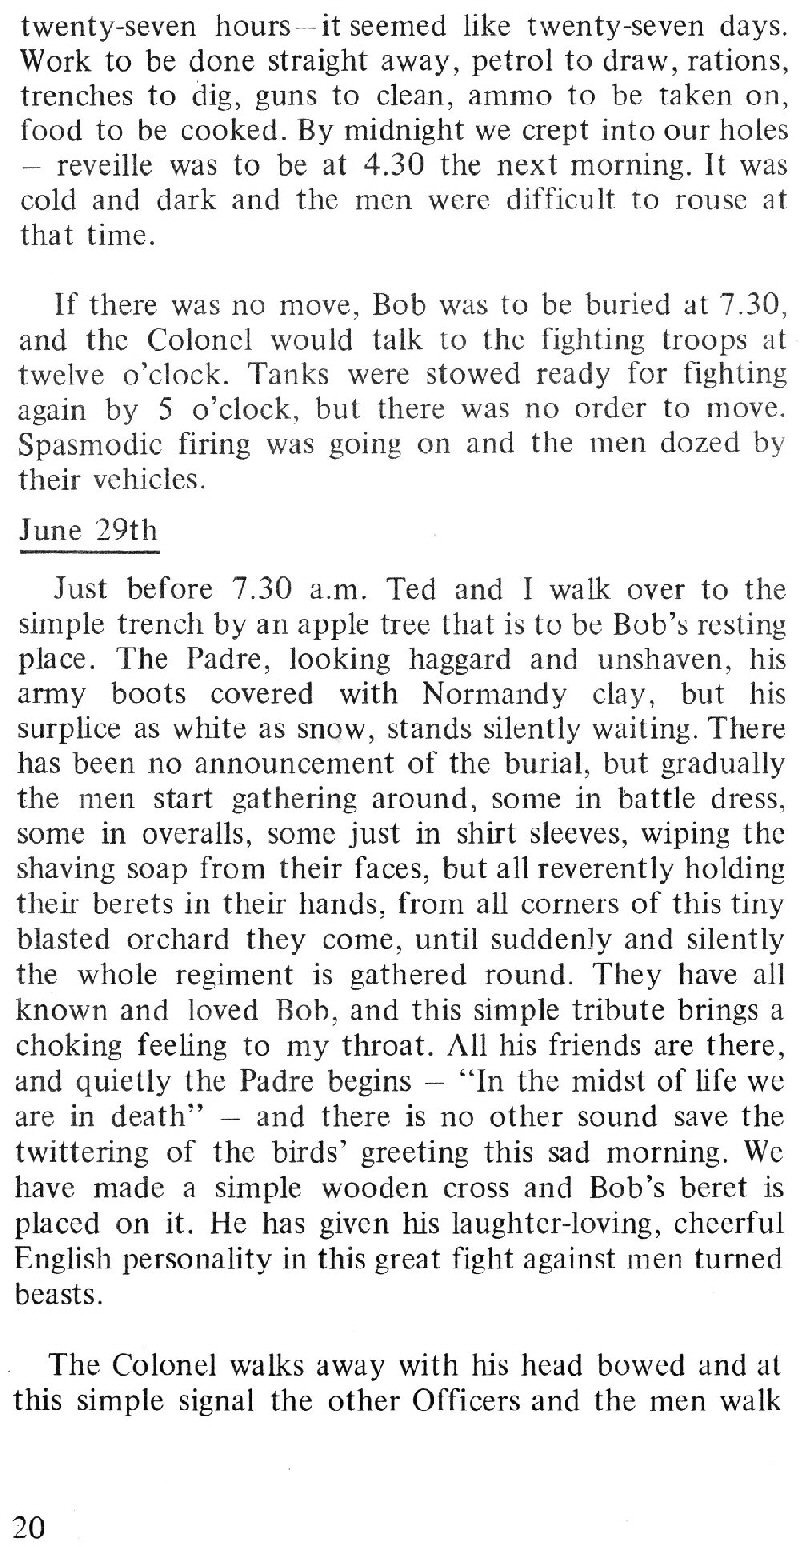 twenty-seven hours—it seemed like twenty-seven days.
Work to be done straight away, petrol to draw, rations,
trenches to dig, guns to clean, ammo to be taken on,
food to be cooked. By midnight we crept into our holes
– reveille was to be at 4.30 the next morning. It was
cold and dark and the men were difficult to rouse at
that time.
If there was no move, Bob was to be buried at 7.30,
and the Colonel would talk to the fighting troops at
twelve o’clock. Tanks were stowed ready for fighting
again by 5 o’clock, but there was no order to move.
Spasmodic firing was going on and the men dozed by
their vehicles.
June 29th
Just before 7.30 a.m. Ted and I walk over to the
simple trench by an apple tree that is to be Bob’s resting
place. The Padre, looking haggard and unshaven, his
army boots covered with Normandy clay, but his
surplice as white as snow, stands silently waiting. There
has been no announcement of the burial, but gradually
the men start gathering around, some in battle dress,
some in overalls, some just in shirt sleeves, wiping the
shaving soap from their faces, but all reverently holding
their berets in their hands, from all corners of this tiny
blasted orchard they come, until suddenly and silently
the whole regiment is gathered round. They have all
known and loved Bob, and this simple tribute brings a
choking feeling to my throat. All his friends are there,
and quietly the Padre begins – “In the midst of life we
are in death” – and there is no other sound save the
twittering of the birds’ greeting this sad morning. We
have made a simple wooden cross and Bob’s beret is
placed on it. He has given his laughter-loving, cheerful
English personality in this great fight against men turned
beasts.
The Colonel walks away with his head bowed and at
this simple signal the other Officers and the men walk
20